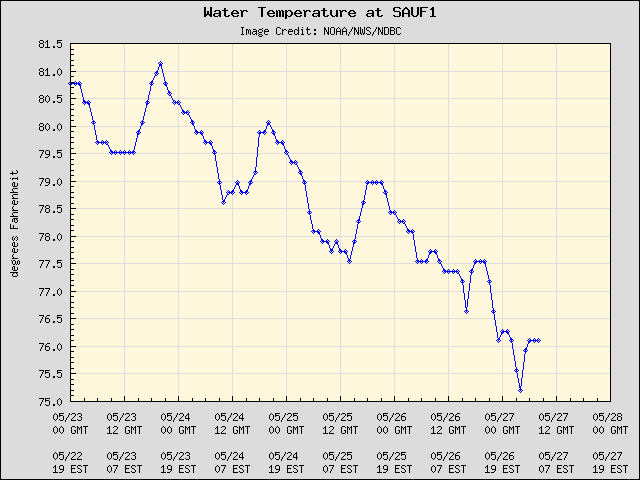 Water Temperature at SAUF1
Image Credit: NOAA/NWS/NDBC
degrees Fahrenheit
81.5
81.0
80.5
80.0
79.5
79.0
78.5
78.0
77.5
77.0
76.5
76.0
75.5
75.0
05/23 05/23 05/24 05/24 05/25 05/25 05/26 05/26 05/27 05/27 05/28
00 GMT 12 GMT 00 GMT 12 GMT 00 GMT 12 GMT 00 GMT 12 GMT 00 GMT 12 GMT 00 GMT
05/22 05/23 05/23 05/24 05/24 05/25 05/25 05/26 05/26 05/27 05/27
19 EST 07 EST 19 EST 07 EST 19 EST 07 EST 19 EST 07 EST 19 EST 07 EST 19 EST